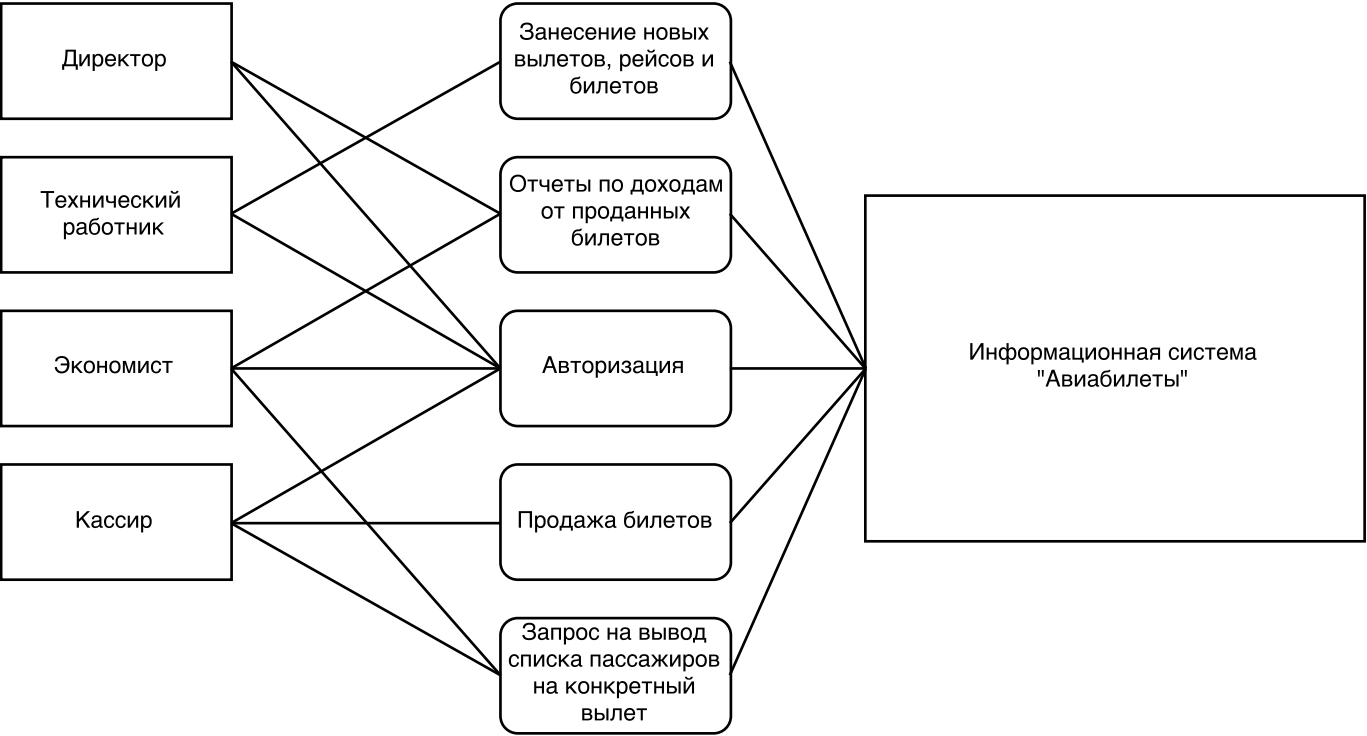 Директор
Технический
работник
Экономист
Кассир
Занесение новых
вылетов, рейсов и
билетов
Отчеты по доходам
от проданных
билетов
Авторизация
Продажа билетов
Запрос на вывод
списка пассажиров
на конкретный
вылет
Информационная система
"Авиабилеты"